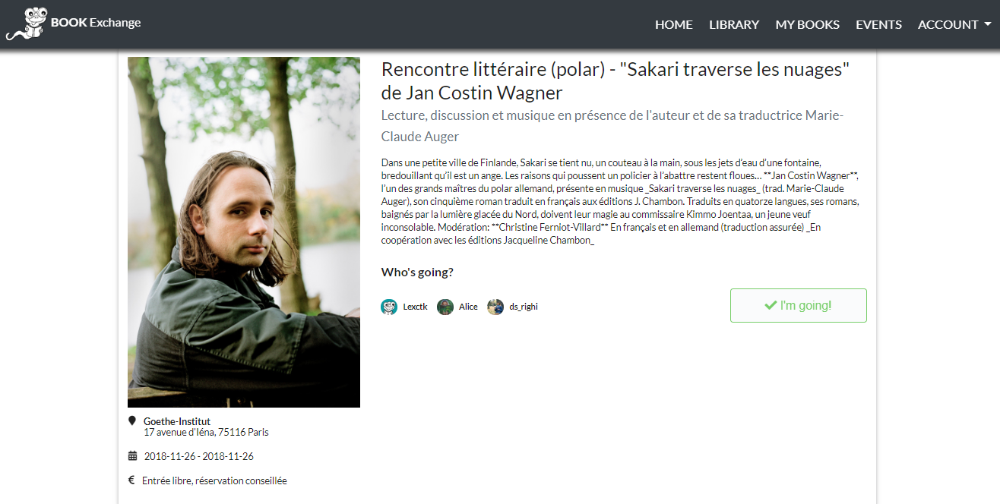 BOOK Exchange
HOME LIBRARY MY BOOKS EVENTS ACCOUNT
Rencontre littéraire (polar) - "Sakari traverse les nuages"
de Jan Costin Wagner
Lecture, discussion et musique en présence de l'auteur et de sa traductrice Marie-
Claude Auger
Dans une petite ville de Finlande, Sakari se tient nu, un couteau à la main, sous les jets d’eau d’une fontaine,
bredouillant qu’il est un ange. Les raisons qui poussent un policier à l’abattre restent floues… **Jan Costin Wagner**,
l’un des grands maîtres du polar allemand, présente en musique _Sakari traverse les nuages_ (trad. Marie-Claude
Auger), son cinquième roman traduit en français aux éditions J. Chambon. Traduits en quatorze langues, ses romans,
baignés par la lumière glacée du Nord, doivent leur magie au commissaire Kimmo Joentaa, un jeune veuf
inconsolable. Modération: **Christine Ferniot-Villard** En français et en allemand (traduction assurée) _En
coopération avec les éditions Jacqueline Chambon_
Who's going?
Lexctk Alice ds_righi
I'm going!
Goethe-Institut
17 avenue d'Iéna, 75116 Paris
2018-11-26 - 2018-11-26
€ Entrée libre, réservation conseillée